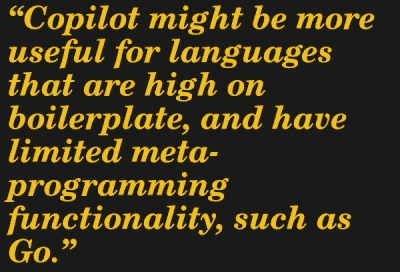 “Copilot might be more
useful for languages
that are high on
boilerplate, and have
limited meta-
programming
functionality, such as
Go.”